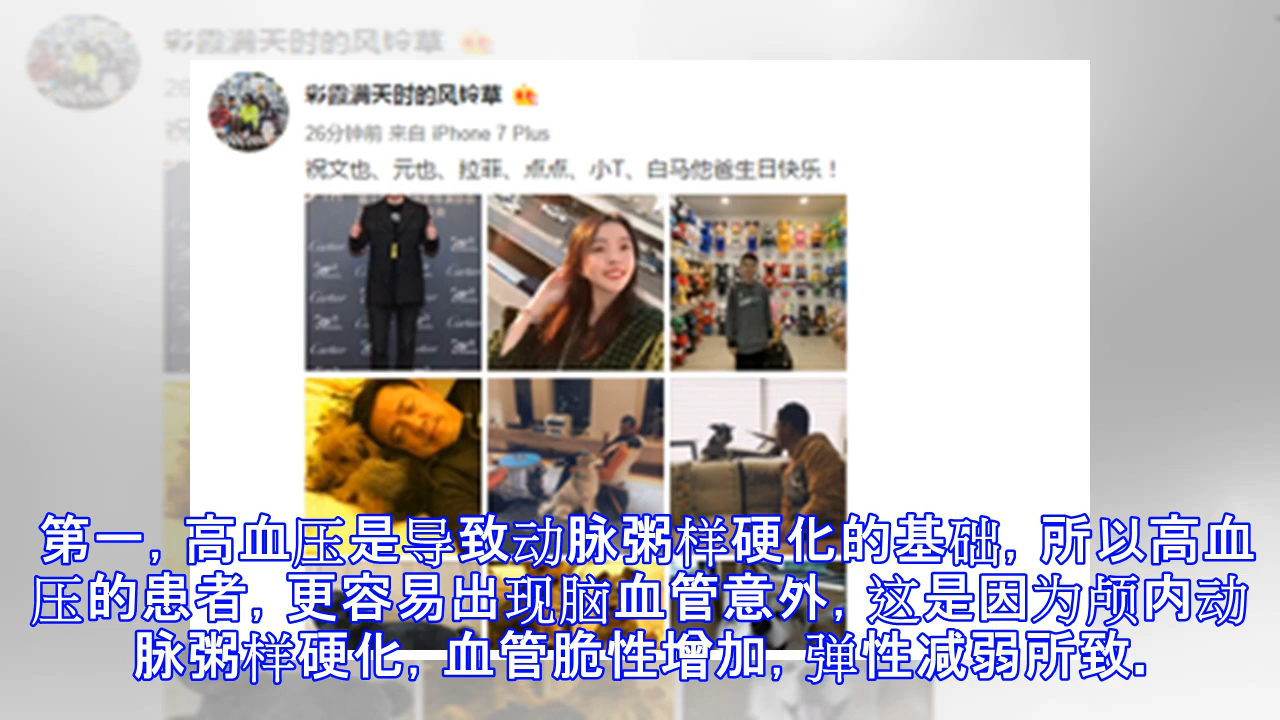 彩霞满天时的风铃草
26分钟前 来自 iPhone 7 Plus
祝文也、元也、拉菲、点点、小T、白马他爸生日快乐！
Cartier
Cartier
Cartier
Cartier
第一, 高血压是导致动脉粥样硬化的基础, 所以高血
压的患者, 更容易出现脑血管意外, 这是因为颅内动
脉粥样硬化, 血管脆性增加, 弹性减弱所致.